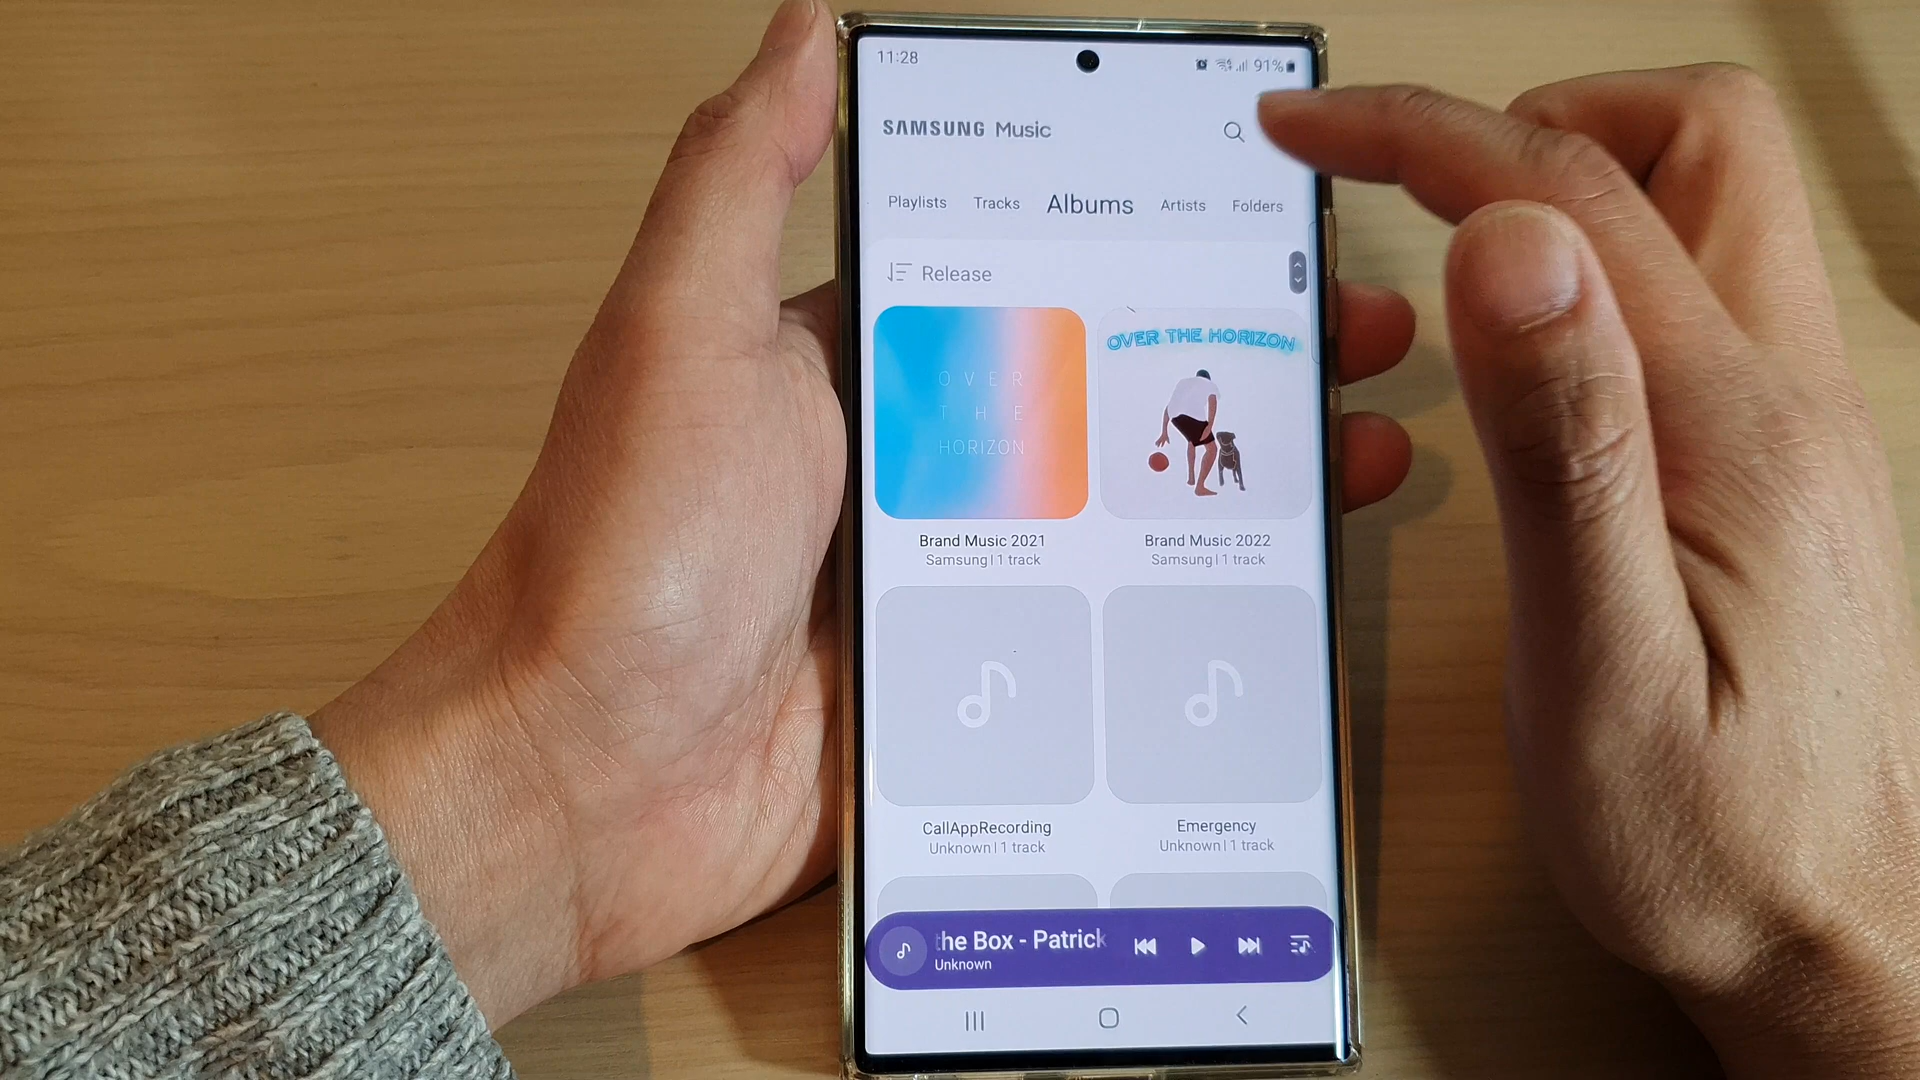 11:28
91%
SAMSUNG Music
Playlists Tracks Albums Artists Folders
Release
OVER
THE
HORIZON
OVER THE HORIZON
Brand Music 2021
Samsung | 1 track
Brand Music 2022
Samsung | 1 track
CallAppRecording
Unknown | 1 track
Emergency
Unknown | 1 track
the Box - Patrick
Unknown